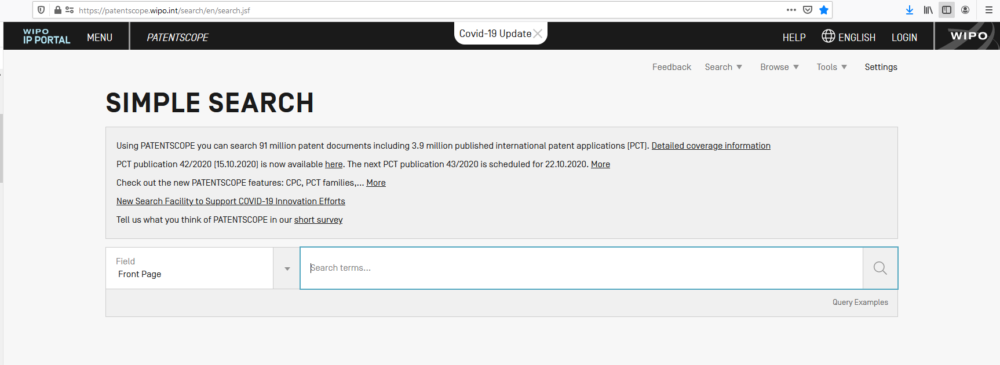 https://patentscope.wipo.int/search/en/search.jsf
WIPO
IP PORTAL
MENU
PATENTSCOPE
Covid-19 Update
HELP
ENGLISH
LOGIN
WIPO
Feedback
Search
Browse
Tools
Settings
SIMPLE SEARCH
Using PATENTSCOPE you can search 91 million patent documents including 3.9 million published international patent applications (PCT). Detailed coverage information
PCT publication 42/2020 (15.10.2020) is now available here. The next PCT publication 43/2020 is scheduled for 22.10.2020. More
Check out the new PATENTSCOPE features: CPC, PCT families,... More
New Search Facility to Support COVID-19 Innovation Efforts
Tell us what you think of PATENTSCOPE in our short survey
Field
Front Page
Search terms...
Query Examples